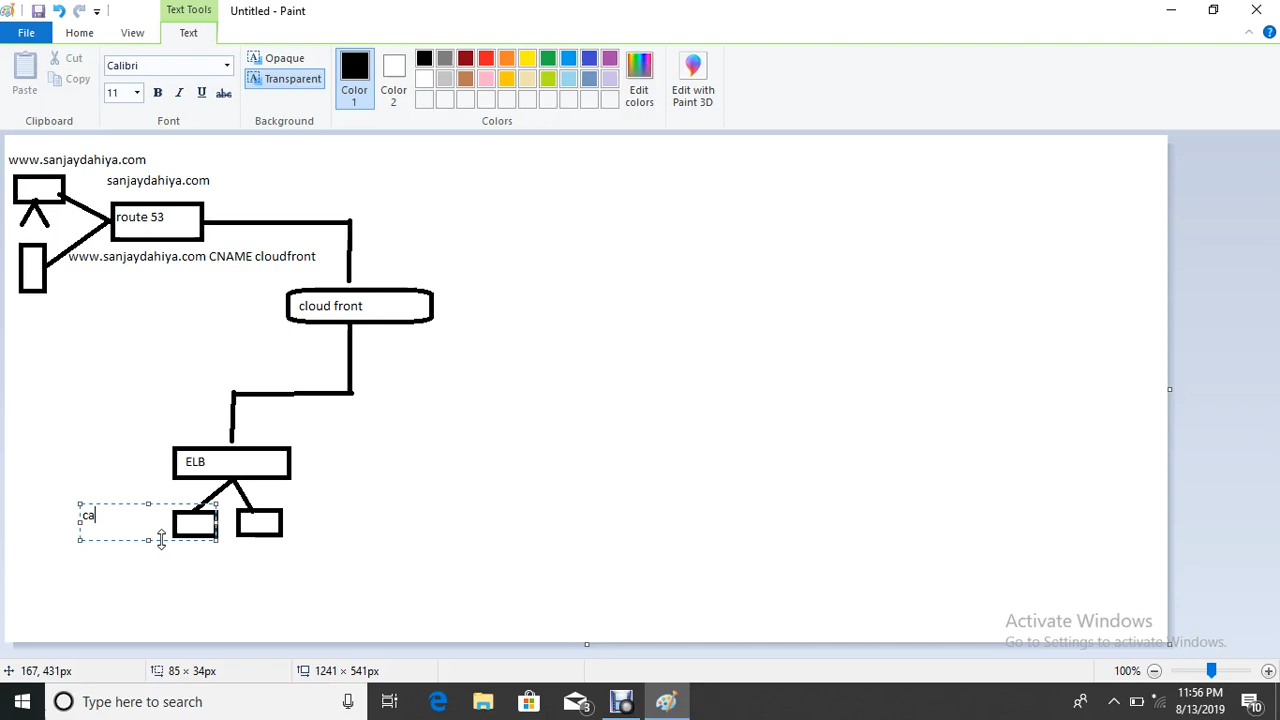 Text Tools
Untitled - Paint
File
Home
View
Text
Paste
Cut
Copy
Clipboard
Calibri
11
B I U abc
Font
Opaque
Transparent
Background
Color 1
Color 2
Edit colors
Colors
Edit with Paint 3D
www.sanjaydahiya.com
sanjaydahiya.com
route 53
www.sanjaydahiya.com CNAME cloudfront
cloud front
ELB
ca
Activate Windows
Go to Settings to activate Windows.
167, 431px
85 × 34px
1241 × 541px
100%
Type here to search
3
11:56 PM
8/13/2019
10